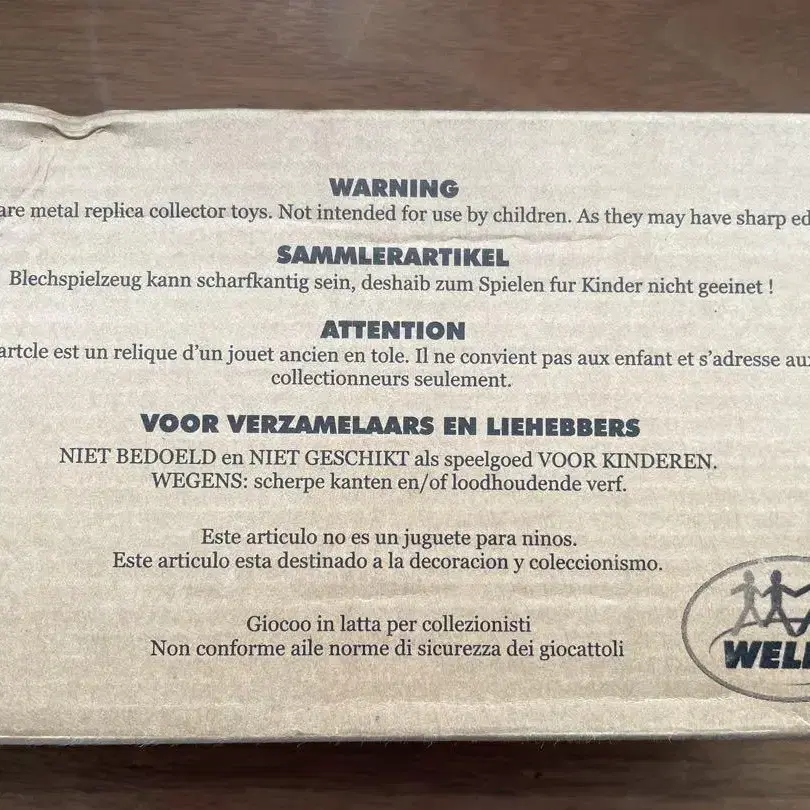 WARNING
are metal replica collector toys. Not intended for use by children. As they may have sharp ed
SAMMLERARTIKEL
Blechspielzeug kann scharfkantig sein, deshaib zum Spielen fur Kinder nicht geeinet !
ATTENTION
artcle est un relique d'un jouet ancien en tole. Il ne convient pas aux enfant et s'adresse aux
collectionneurs seulement.
VOOR VERZAMELAARS EN LIEHEBBERS
NIET BEDOELD en NIET GESCHIKT als speelgoed VOOR KINDEREN.
WEGENS: scherpe kanten en/of loodhoudende verf.
Este articulo no es un juguete para ninos.
Este articulo esta destinado a la decoracion y coleccionismo.
Giocoo in latta per collezionisti
Non conforme aile norme di sicurezza dei giocattoli
WELL